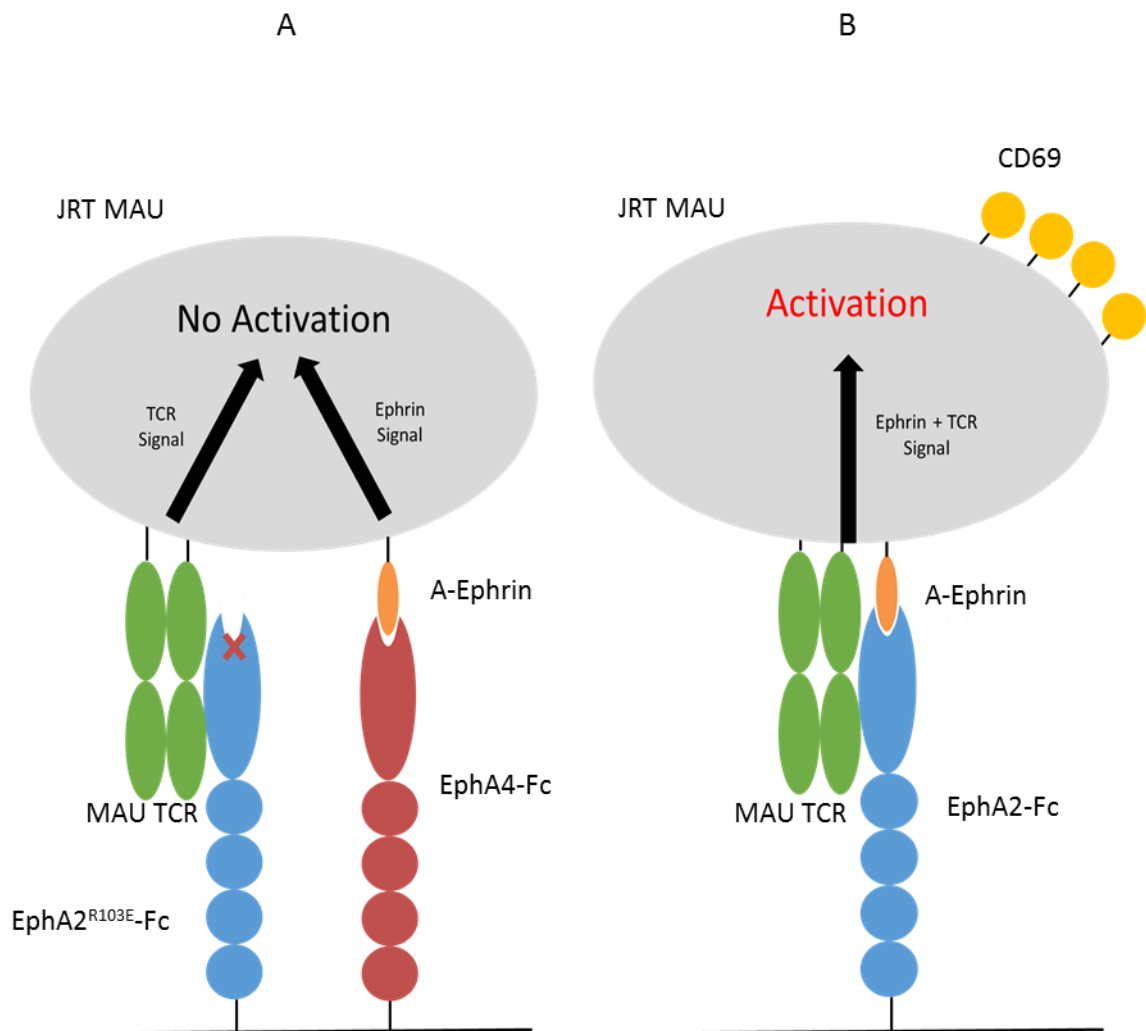 A
B
CD69
JRT MAU
JRT MAU
No Activation
Activation
TCR
Signal
Ephrin
Signal
Ephrin + TCR
Signal
A-Ephrin
A-Ephrin
EphA4-Fc
MAU TCR
EphA2R103E-Fc
MAU TCR
EphA2-Fc